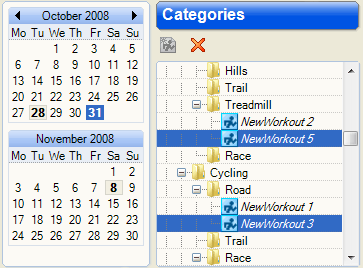 October 2008
Mo Tu We Th Fr Sa Su
1 2 3 4 5
6 7 8 9 10 11 12
13 14 15 16 17 18 19
20 21 22 23 24 25 26
27 28 29 30 31
November 2008
Mo Tu We Th Fr Sa Su
1 2
3 4 5 6 7 8 9
10 11 12 13 14 15 16
17 18 19 20 21 22 23
24 25 26 27 28 29 30
Categories
Hills
Trail
Treadmill
NewWorkout 2
NewWorkout 5
Race
Cycling
Road
NewWorkout 1
NewWorkout 3
Trail
Race